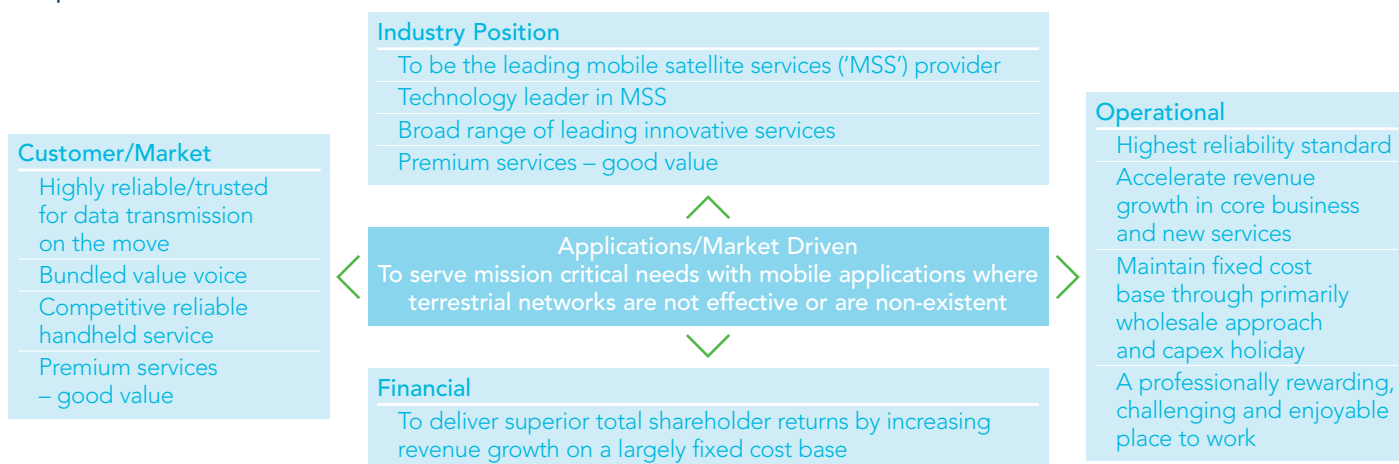 Industry Position
To be the leading mobile satellite services (‘MSS’) provider
Technology leader in MSS
Broad range of leading innovative services
Premium services – good value
Customer/Market
Highly reliable/trusted
for data transmission
on the move
Bundled value voice
Competitive reliable
handheld service
Premium services
– good value
Applications/Market Driven
To serve mission critical needs with mobile applications where
terrestrial networks are not effective or are non-existent
Operational
Highest reliability standard
Accelerate revenue
growth in core business
and new services
Maintain fixed cost
base through primarily
wholesale approach
and capex holiday
A professionally rewarding,
challenging and enjoyable
place to work
Financial
To deliver superior total shareholder returns by increasing
revenue growth on a largely fixed cost base